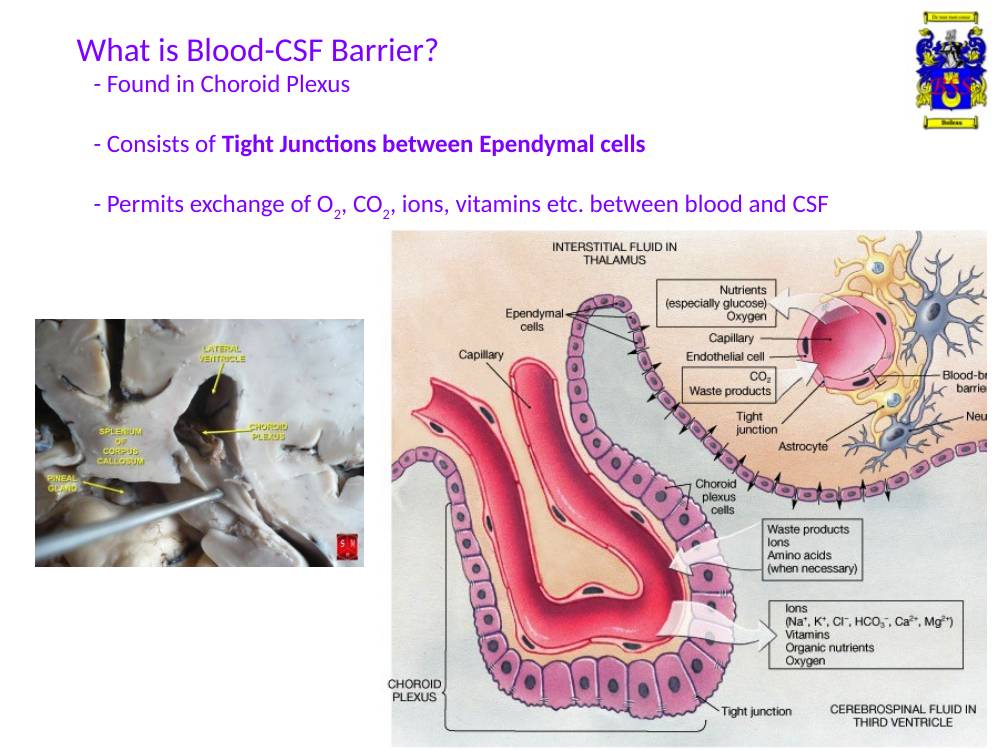 What is Blood-CSF Barrier?
- Found in Choroid Plexus
- Consists of Tight Junctions between Ependymal cells
- Permits exchange of O₂, CO₂, ions, vitamins etc. between blood and CSF
LATERAL
VENTRICLE
CHOROID
PLEXUS
SPLENIUM
OF
CORPUS
CALLOSUM
PINEAL
GLAND
S H
INTERSTITIAL FLUID IN
THALAMUS
Nutrients
(especially glucose)
Oxygen
Ependymal
cells
Capillary
Capillary
Endothelial cell
CO₂
Waste products
Blood-br
barrie
Tight
junction
Neu
Astrocyte
Choroid
plexus
cells
Waste products
Ions
Amino acids
(when necessary)
Ions
(Na⁺, K⁺, Cl⁻, HCO₃⁻, Ca²⁺, Mg²⁺)
Vitamins
Organic nutrients
Oxygen
CHOROID
PLEXUS
Tight junction
CEREBROSPINAL FLUID IN
THIRD VENTRICLE